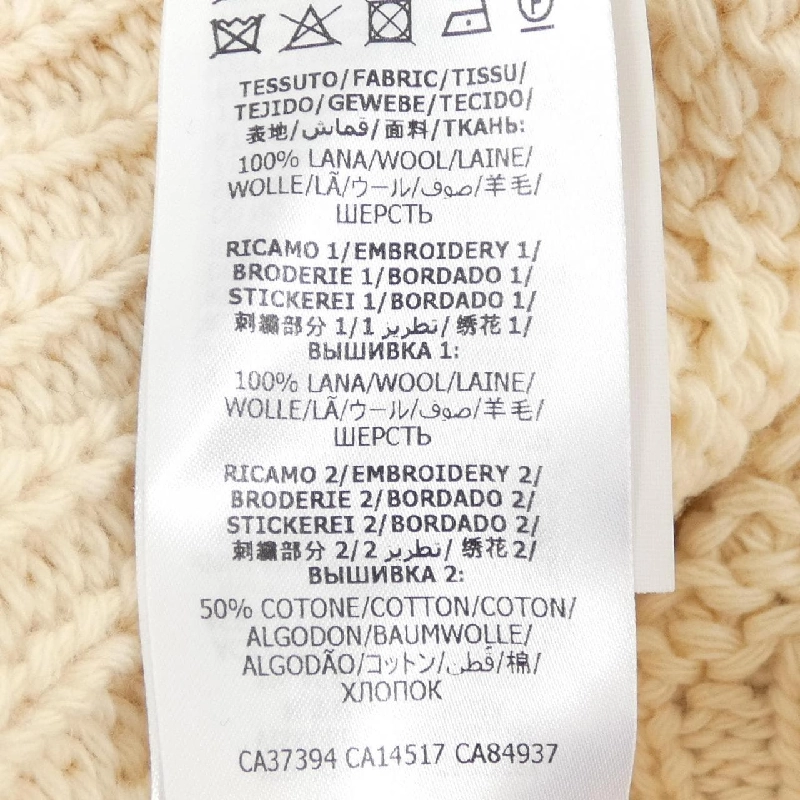 P
TESSUTO/FABRIC/TISSU/
TEJIDO/GEWEBE/TECIDO/
表地/قماش/面料/ТКАНЬ:
100% LANA/WOOL/LAINE/
WOLLE/LÃ/ウール/صوف/羊毛/
ШЕРСТЬ
RICAMO 1/EMBROIDERY 1/
BRODERIE 1/BORDADO 1/
STICKEREI 1/BORDADO 1/
刺繍部分 1/1 تطريز/ 绣花 1/
ВЫШИВКА 1:
100% LANA/WOOL/LAINE/
WOLLE/LÃ/ウール/صوف/羊毛/
ШЕРСТЬ
RICAMO 2/EMBROIDERY 2/
BRODERIE 2/BORDADO 2/
STICKEREI 2/BORDADO 2/
刺繍部分 2/2 تطريز/ 绣花 2/
ВЫШИВКА 2:
50% COTONE/COTTON/COTON/
ALGODON/BAUMWOLLE/
ALGODÃO/コットン/قُطن/棉/
ХЛОПОК
CA37394 CA14517 CA84937